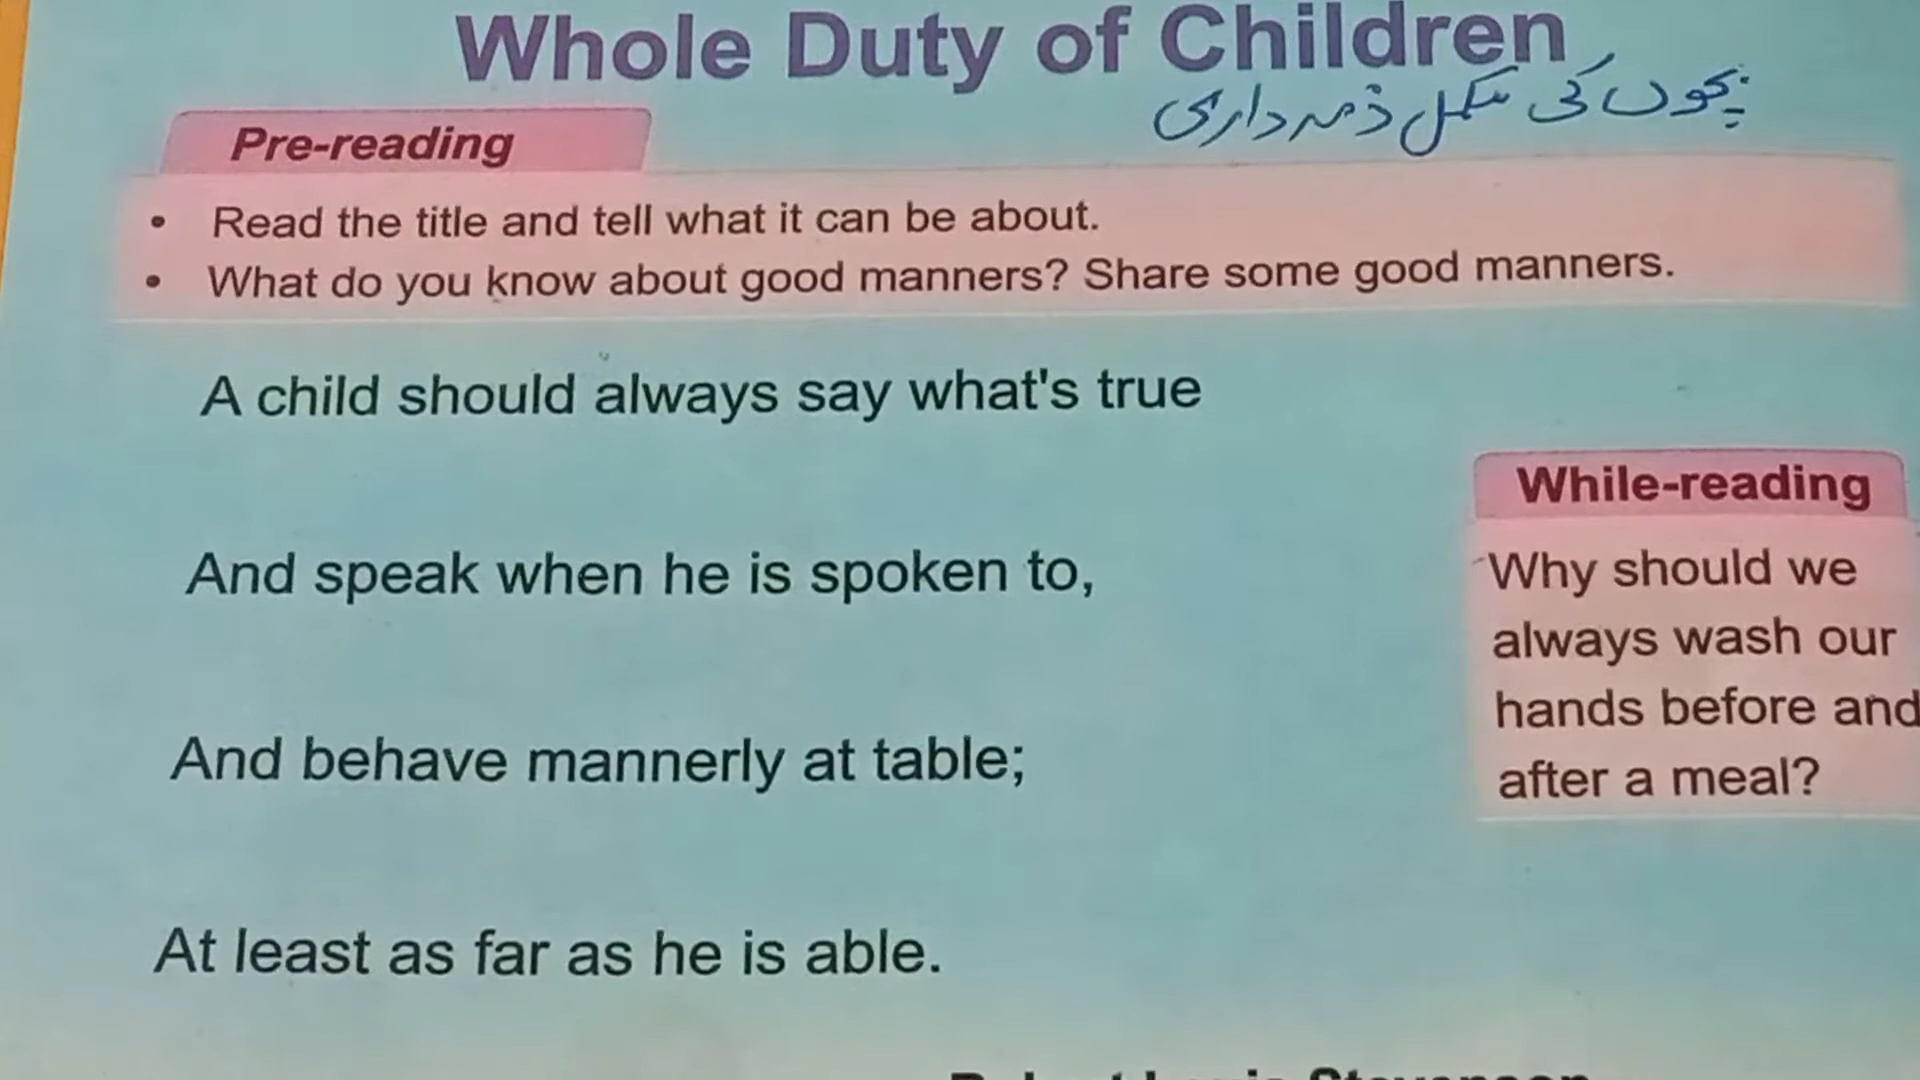 Whole Duty of Children
بچوں کی مکمل ذمہ داری
Pre-reading
• Read the title and tell what it can be about.
• What do you know about good manners? Share some good manners.
A child should always say what's true
And speak when he is spoken to,
And behave mannerly at table;
At least as far as he is able.
While-reading
Why should we
always wash our
hands before and
after a meal?
Robert Louis Stevenson